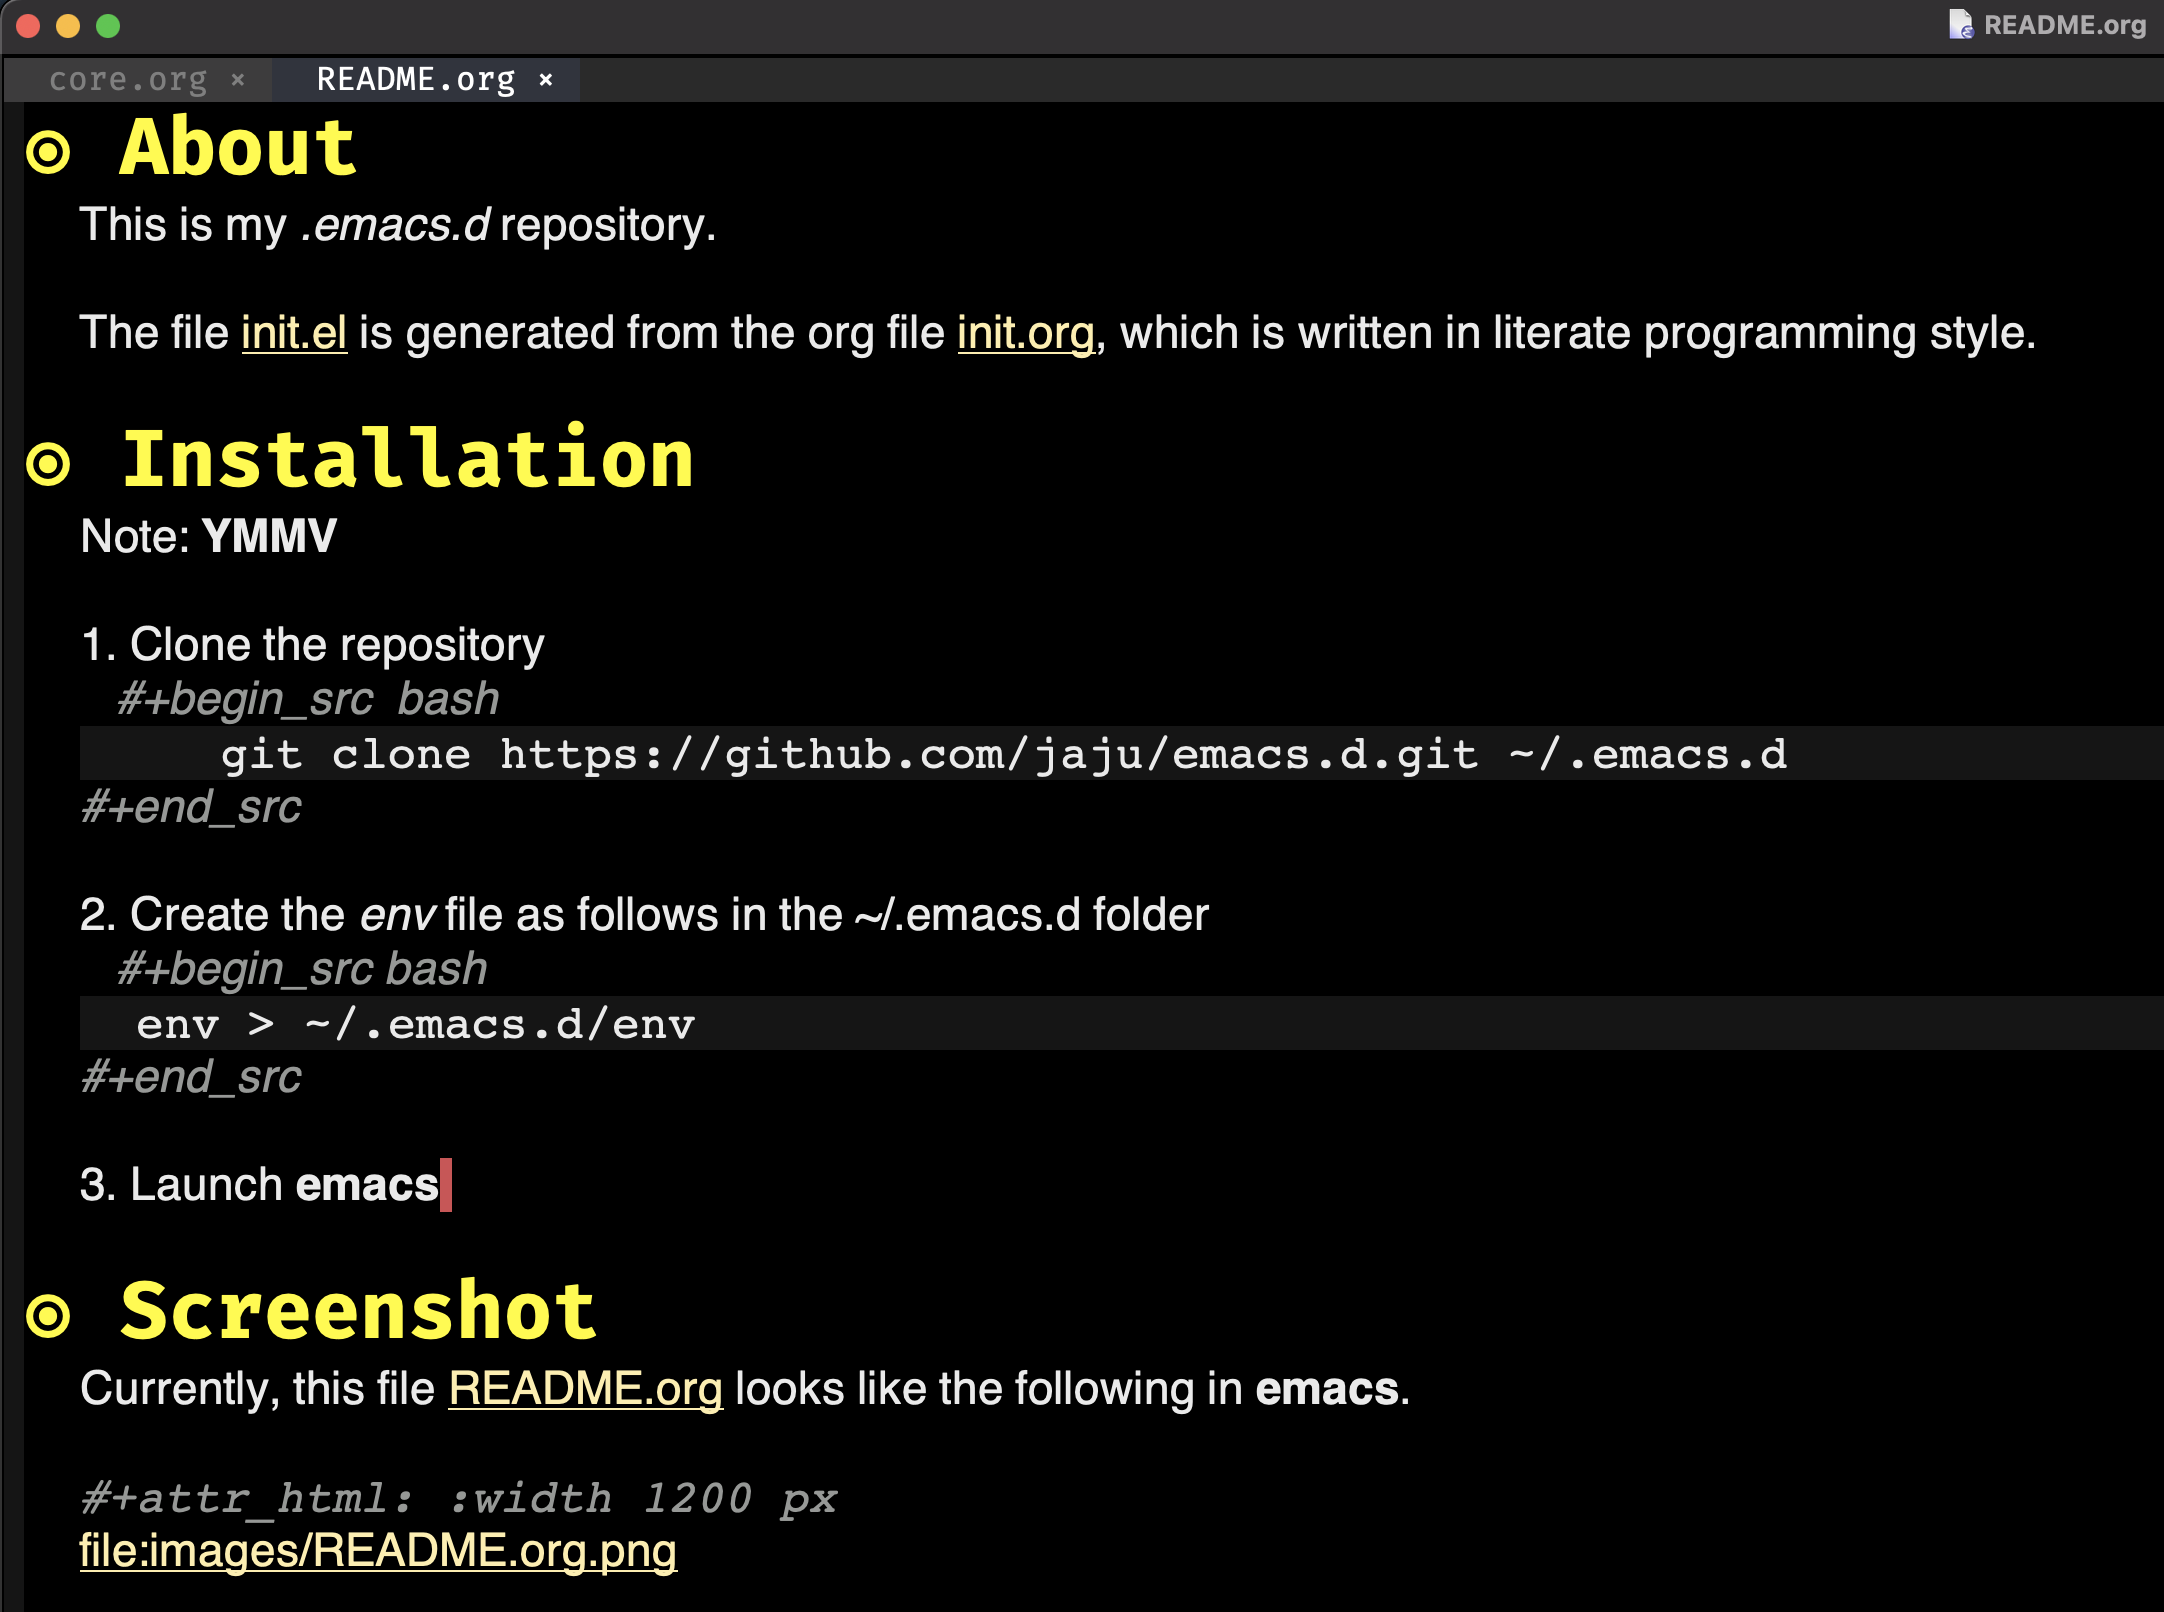 README.org
core.org × README.org ×
About
This is my .emacs.d repository.
The file init.el is generated from the org file init.org, which is written in literate programming style.
Installation
Note: YMMV
1. Clone the repository
#+begin_src  bash
git clone https://github.com/jaju/emacs.d.git ~/.emacs.d
#+end_src
2. Create the env file as follows in the ~/.emacs.d folder
#+begin_src bash
env > ~/.emacs.d/env
#+end_src
3. Launch emacs
Screenshot
Currently, this file README.org looks like the following in emacs.
#+attr_html: :width 1200 px
file:images/README.org.png